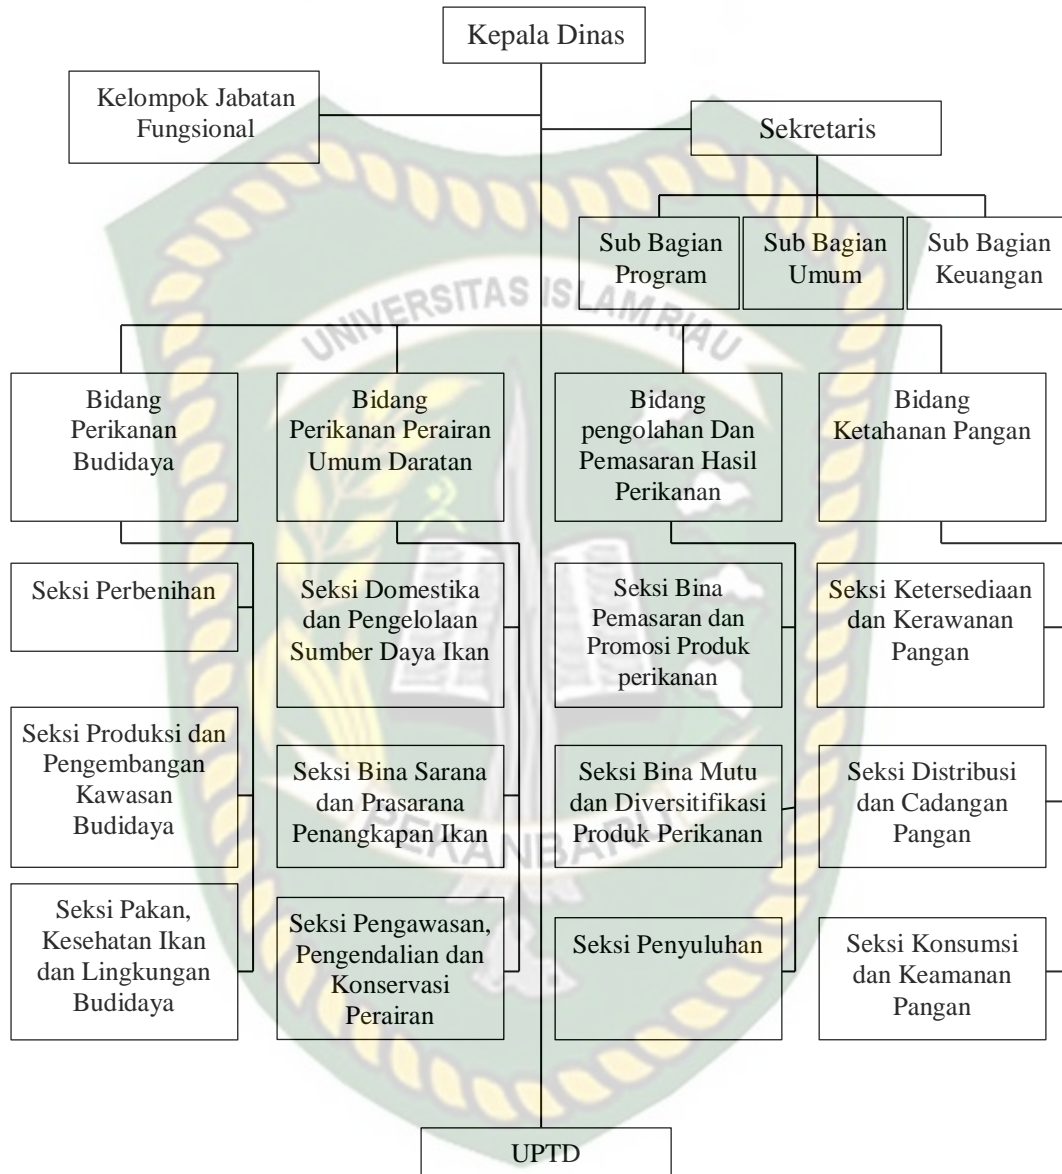 Kepala Dinas
Kelompok Jabatan
Fungsional
Sekretaris
Sub Bagian
Program
Sub Bagian
Umum
Sub Bagian
Keuangan
UNIVERSITAS ISLAM RIAU
Bidang
Perikanan
Budidaya
Bidang
Perikanan Perairan
Umum Daratan
Bidang
pengolahan Dan
Pemasaran Hasil
Perikanan
Bidang
Ketahanan Pangan
Seksi Perbenihan
Seksi Domestika
dan Pengelolaan
Sumber Daya Ikan
Seksi Bina
Pemasaran dan
Promosi Produk
perikanan
Seksi Ketersediaan
dan Kerawanan
Pangan
Seksi Produksi dan
Pengembangan
Kawasan
Budidaya
Seksi Bina Sarana
dan Prasarana
Penangkapan Ikan
Seksi Bina Mutu
dan Diversitifikasi
Produk Perikanan
Seksi Distribusi
dan Cadangan
Pangan
PEKANBARU
Seksi Pakan,
Kesehatan Ikan
dan Lingkungan
Budidaya
Seksi Pengawasan,
Pengendalian dan
Konservasi
Perairan
Seksi Penyuluhan
Seksi Konsumsi
dan Keamanan
Pangan
UPTD